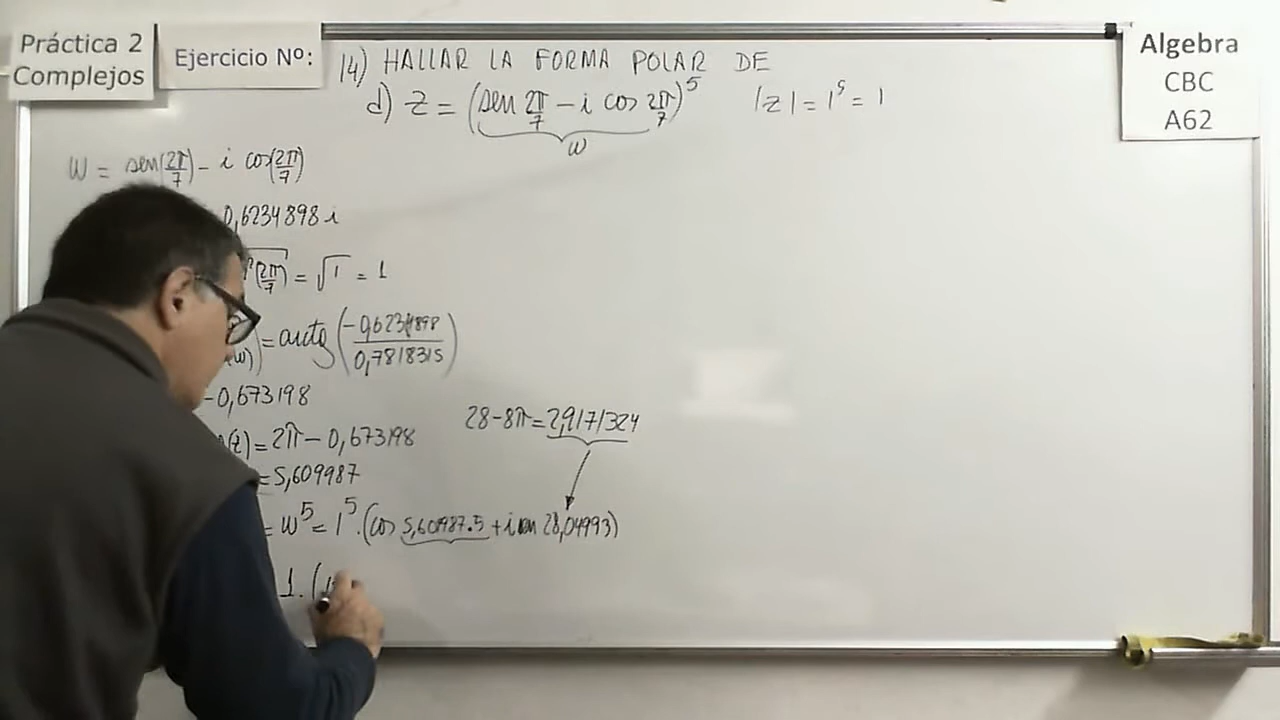 Práctica 2
Complejos
Ejercicio Nº:
14) HALLAR LA FORMA POLAR DE
d) Z = (sen 2π/7 - i cos 2π/7)^5 |Z| = 1^5 = 1
w
Algebra
CBC
A62
W = sen(2π/7) - i cos(2π/7)
0,6234898 i
(2π/7) = √1 = 1
(w) = arctg (-0,6234898 / 0,7818315)
-0,673198
28-8π=2,9171324
(z) = 2π - 0,673198
= 5,609987
= W^5 = 1^5 . (cos 5,60987.5 + i sen 28,04993)
1. (